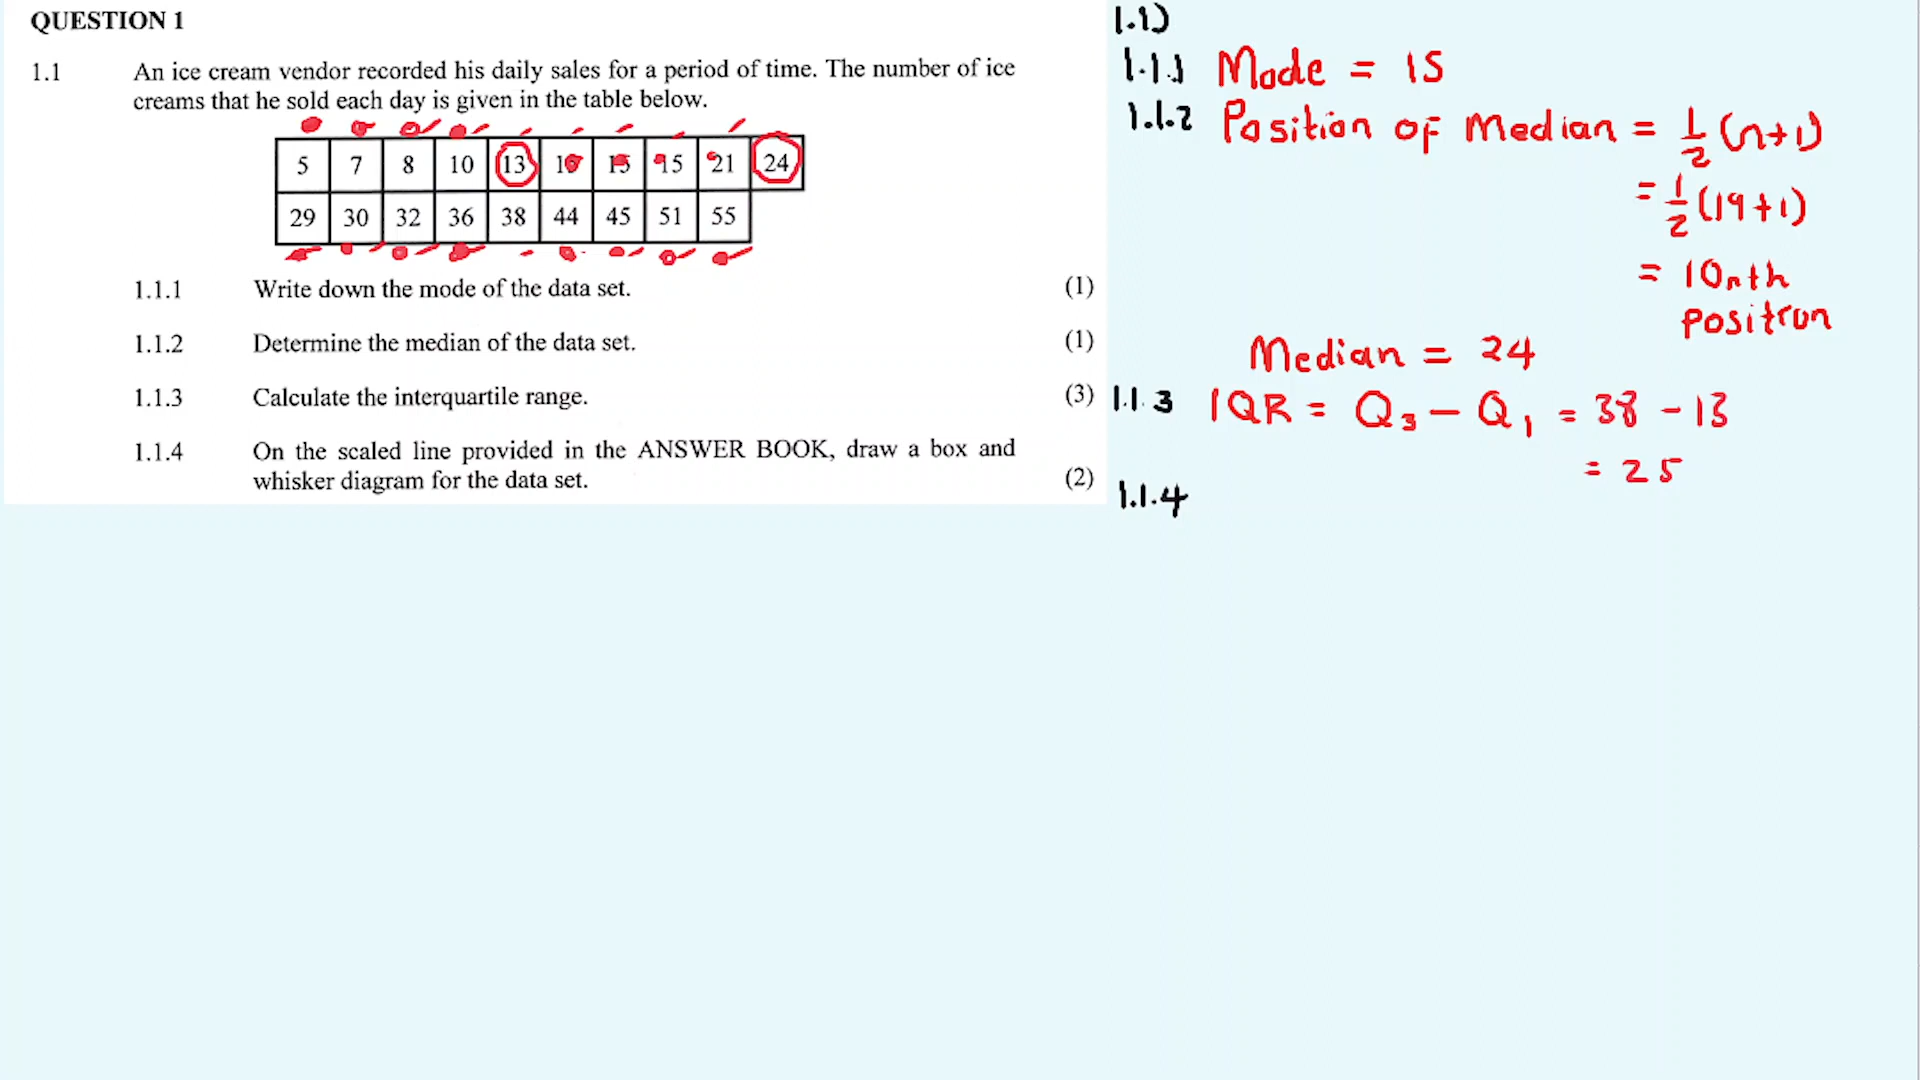 QUESTION 1
1.1 An ice cream vendor recorded his daily sales for a period of time. The number of ice
creams that he sold each day is given in the table below.
5 7 8 10 13 15 15 21 24
29 30 32 36 38 44 45 51 55
1.1.1 Write down the mode of the data set. (1)
1.1.2 Determine the median of the data set. (1)
1.1.3 Calculate the interquartile range. (3)
1.1.4 On the scaled line provided in the ANSWER BOOK, draw a box and
whisker diagram for the data set. (2)
1.1)
1.1.1 Mode = 15
1.1.2 Position of Median = 1/2 (n+1)
= 1/2 (19+1)
= 10nth
position
Median = 24
1.1.3 IQR = Q3 - Q1 = 38 - 13
= 25
1.1.4